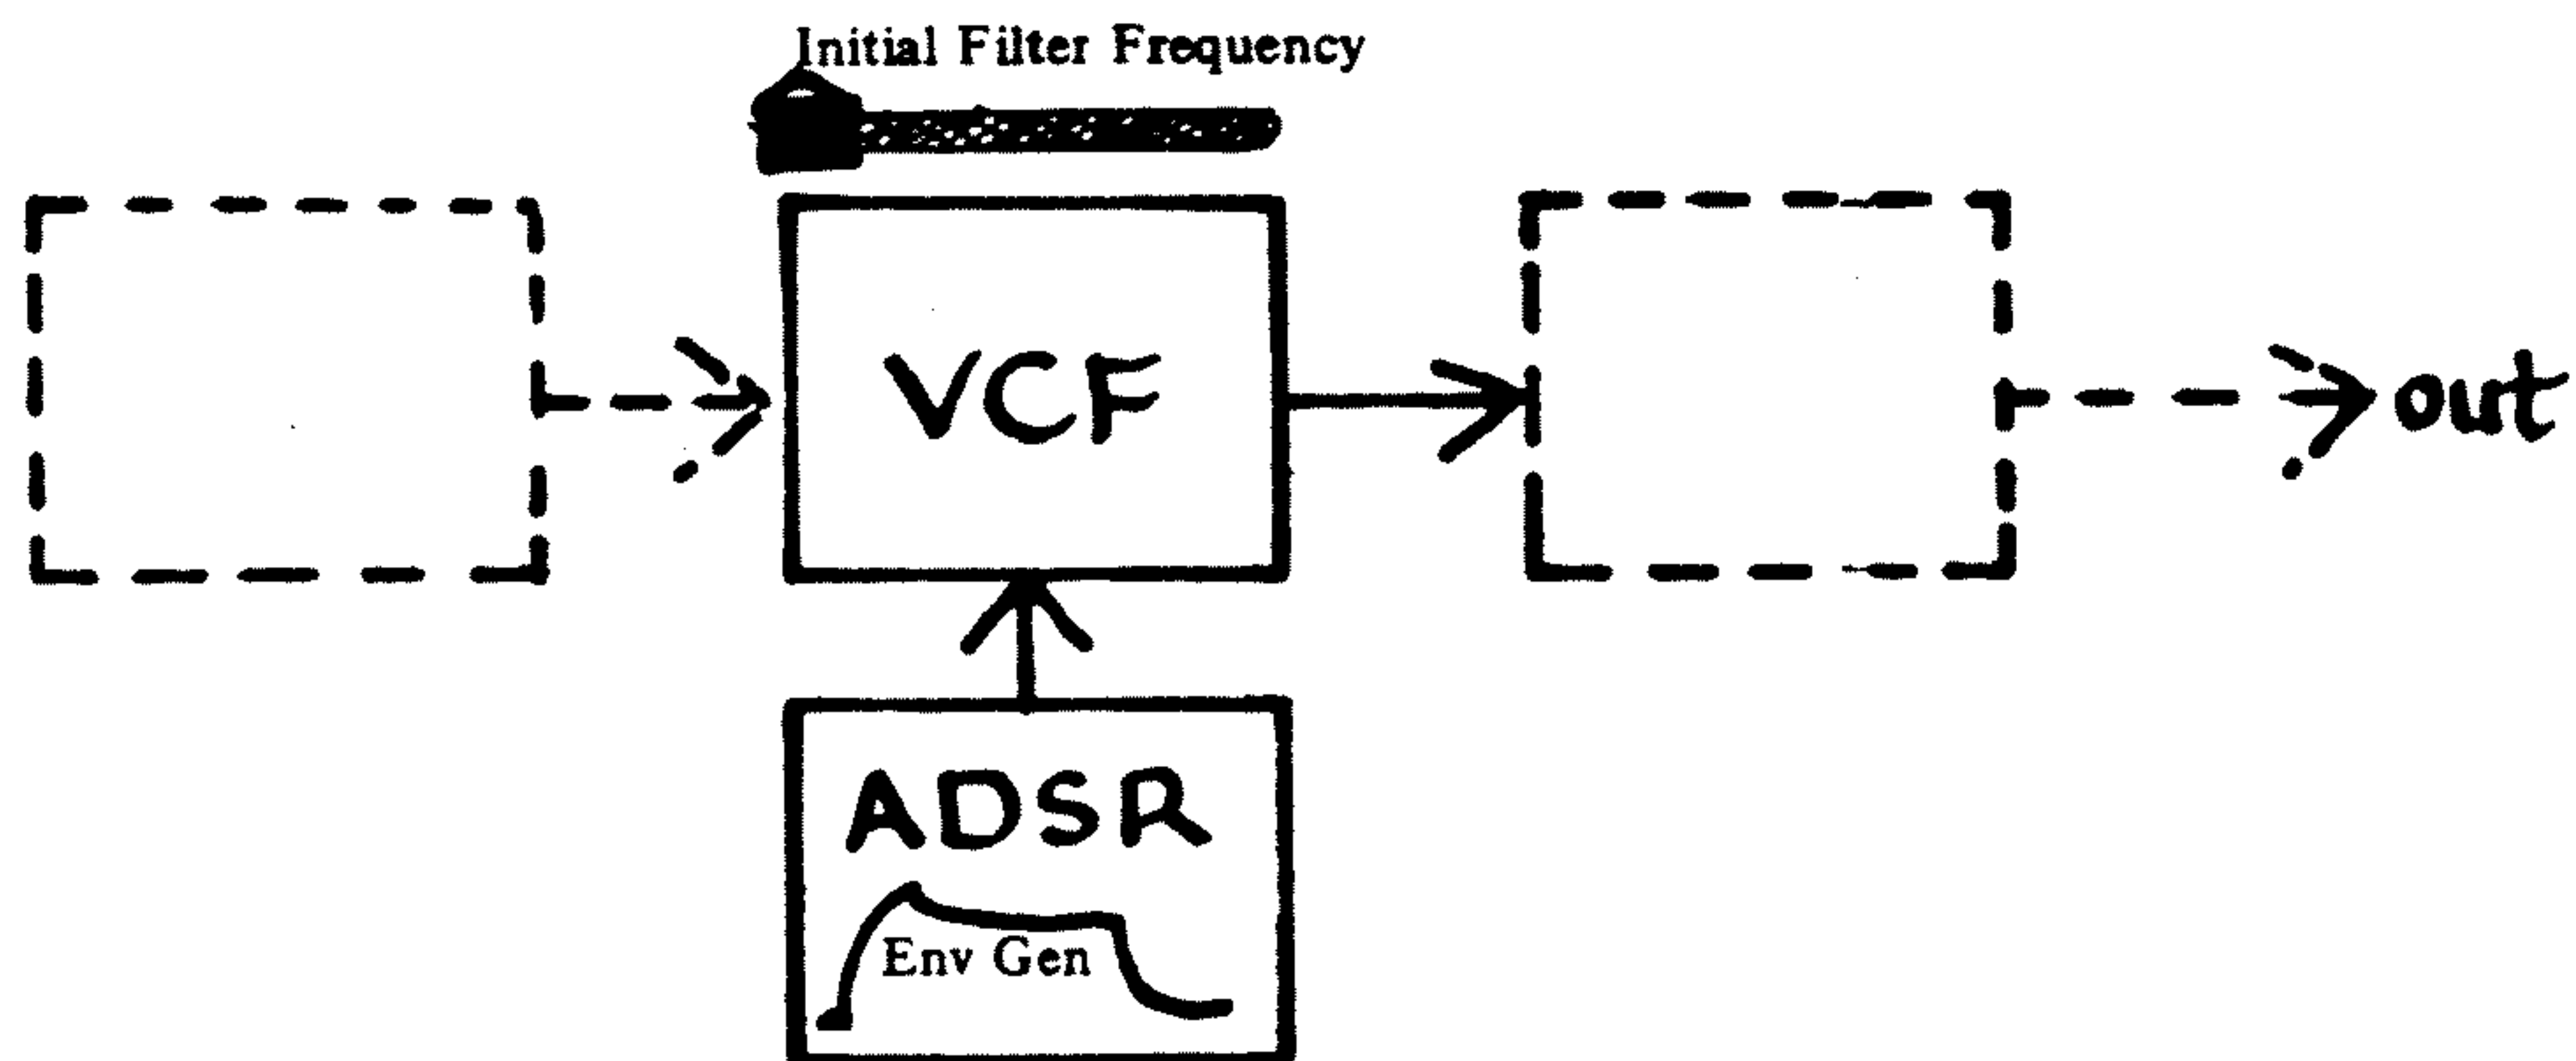 Initial Filter Frequency
VCF
out
ADSR
Env Gen